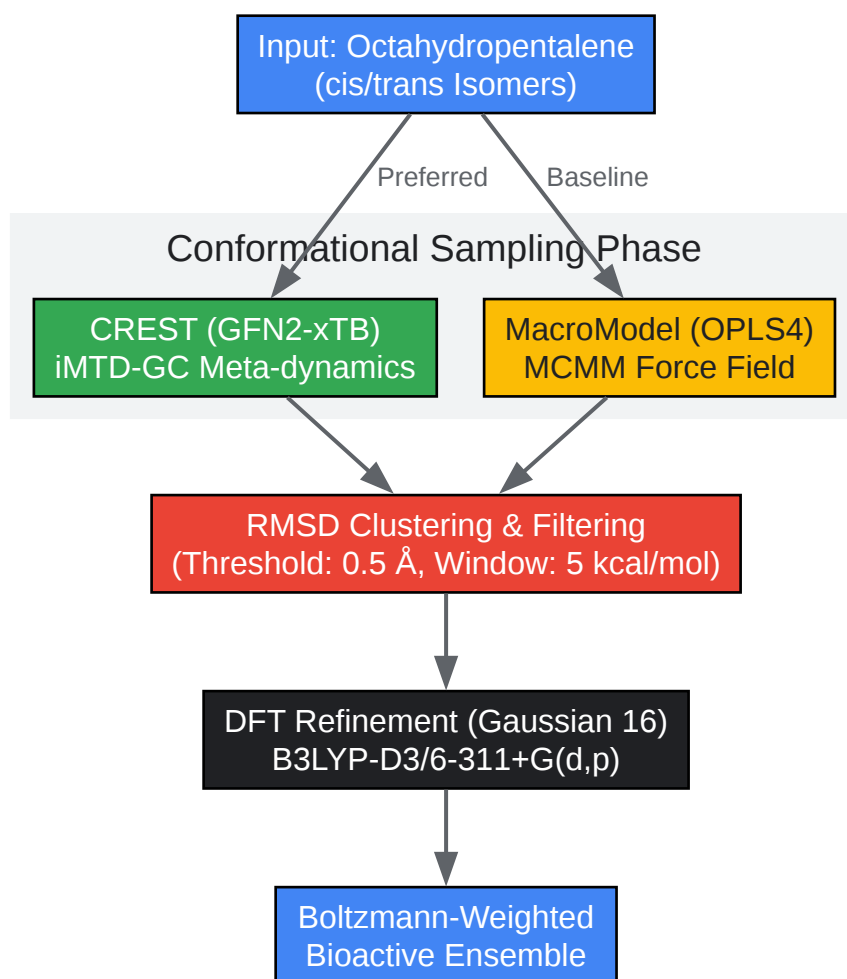 Input: Octahydropentalene
(cis/trans Isomers)
Preferred
Baseline
Conformational Sampling Phase
CREST (GFN2-xTB)
iMTD-GC Meta-dynamics
MacroModel (OPLS4)
MCMM Force Field
RMSD Clustering & Filtering
(Threshold: 0.5 Å, Window: 5 kcal/mol)
DFT Refinement (Gaussian 16)
B3LYP-D3/6-311+G(d,p)
Boltzmann-Weighted
Bioactive Ensemble